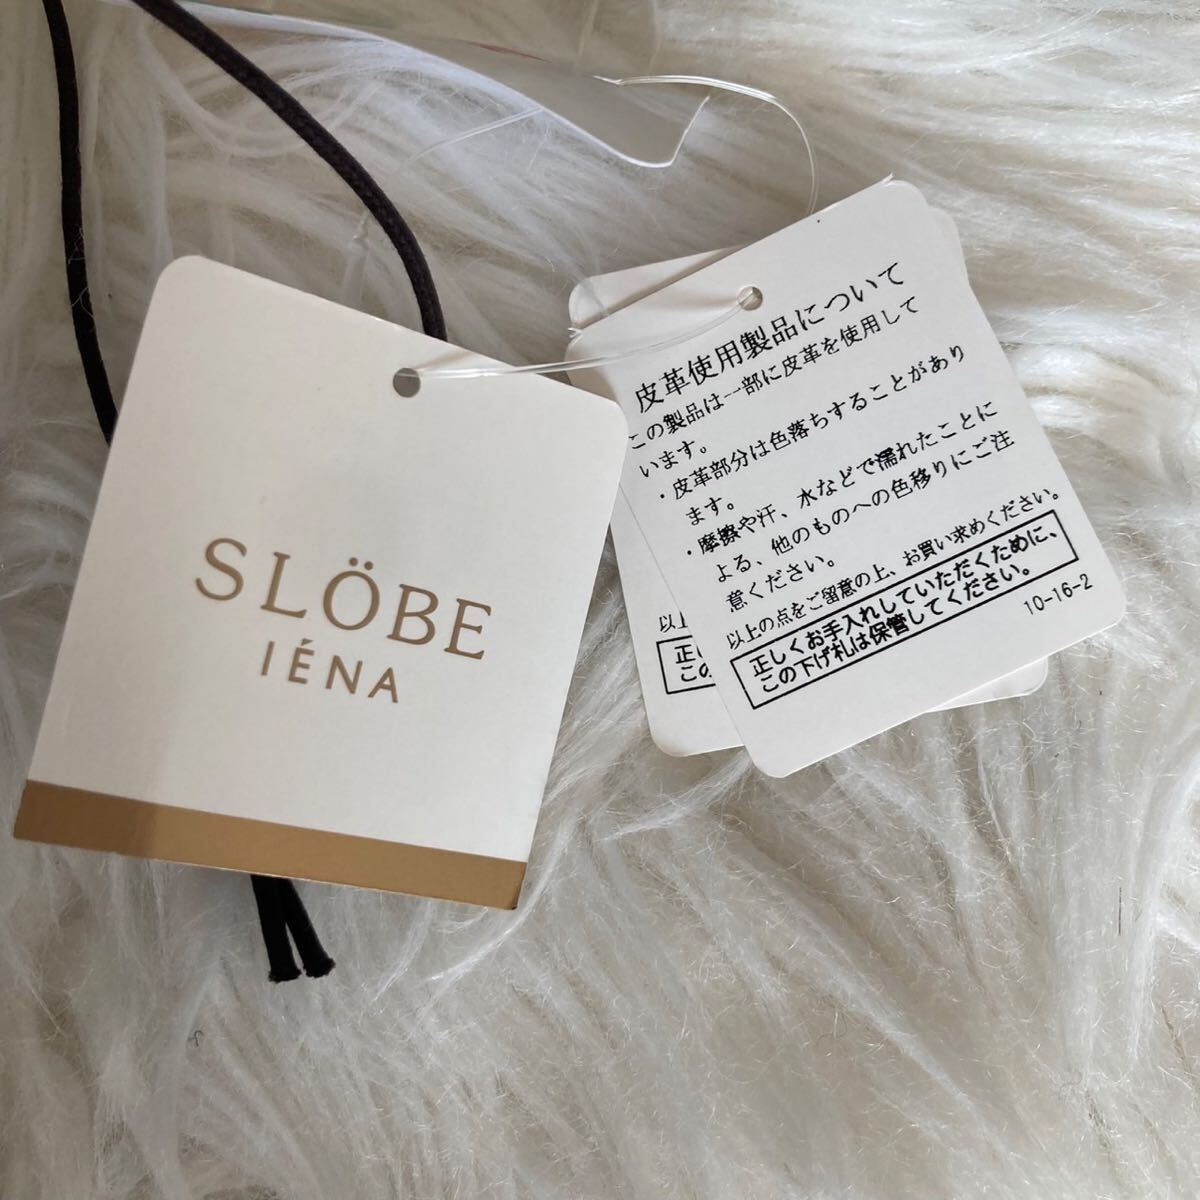 SLÖBE
IÉNA
皮革使用製品について
この製品は一部に皮革を使用して
います。
・皮革部分は色落ちすることがあり
ます。
・摩擦や汗、水などで濡れたことに
よる、他のものへの色移りにご注
意ください。
以上の点をご留意の上、お買い求めください。
正しくお手入れしていただくために、
この下げ札は保管してください。
10-16-2
以上
正し
この